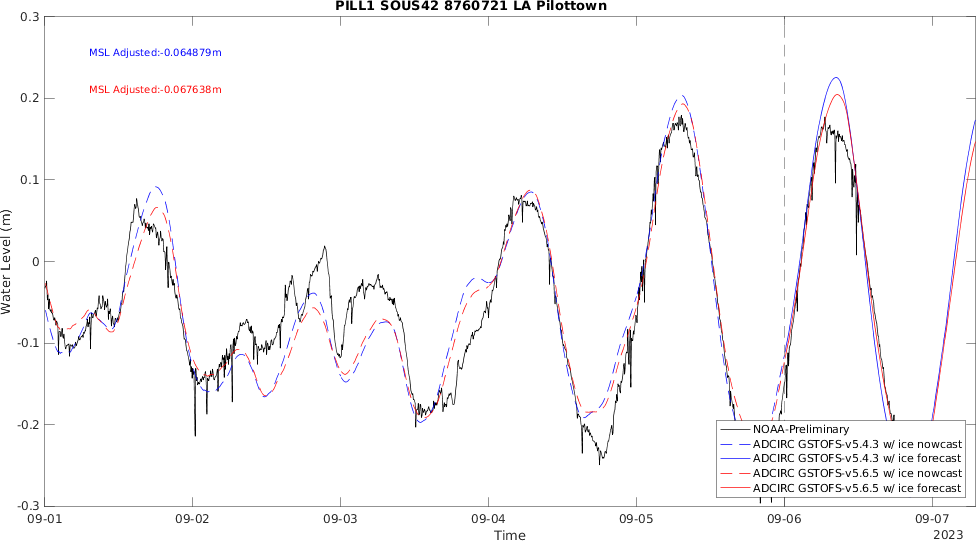 PILL1 SOUS42 8760721 LA Pilottown
0.3
0.2
0.1
0
-0.1
-0.2
-0.3
Water Level (m)
MSL Adjusted:-0.064879m
MSL Adjusted:-0.067638m
NOAA-Preliminary
ADCIRC GSTOFS-v5.4.3 w/ ice nowcast
ADCIRC GSTOFS-v5.4.3 w/ ice forecast
ADCIRC GSTOFS-v5.6.5 w/ ice nowcast
ADCIRC GSTOFS-v5.6.5 w/ ice forecast
09-01 09-02 09-03 09-04 09-05 09-06 09-07
Time
2023